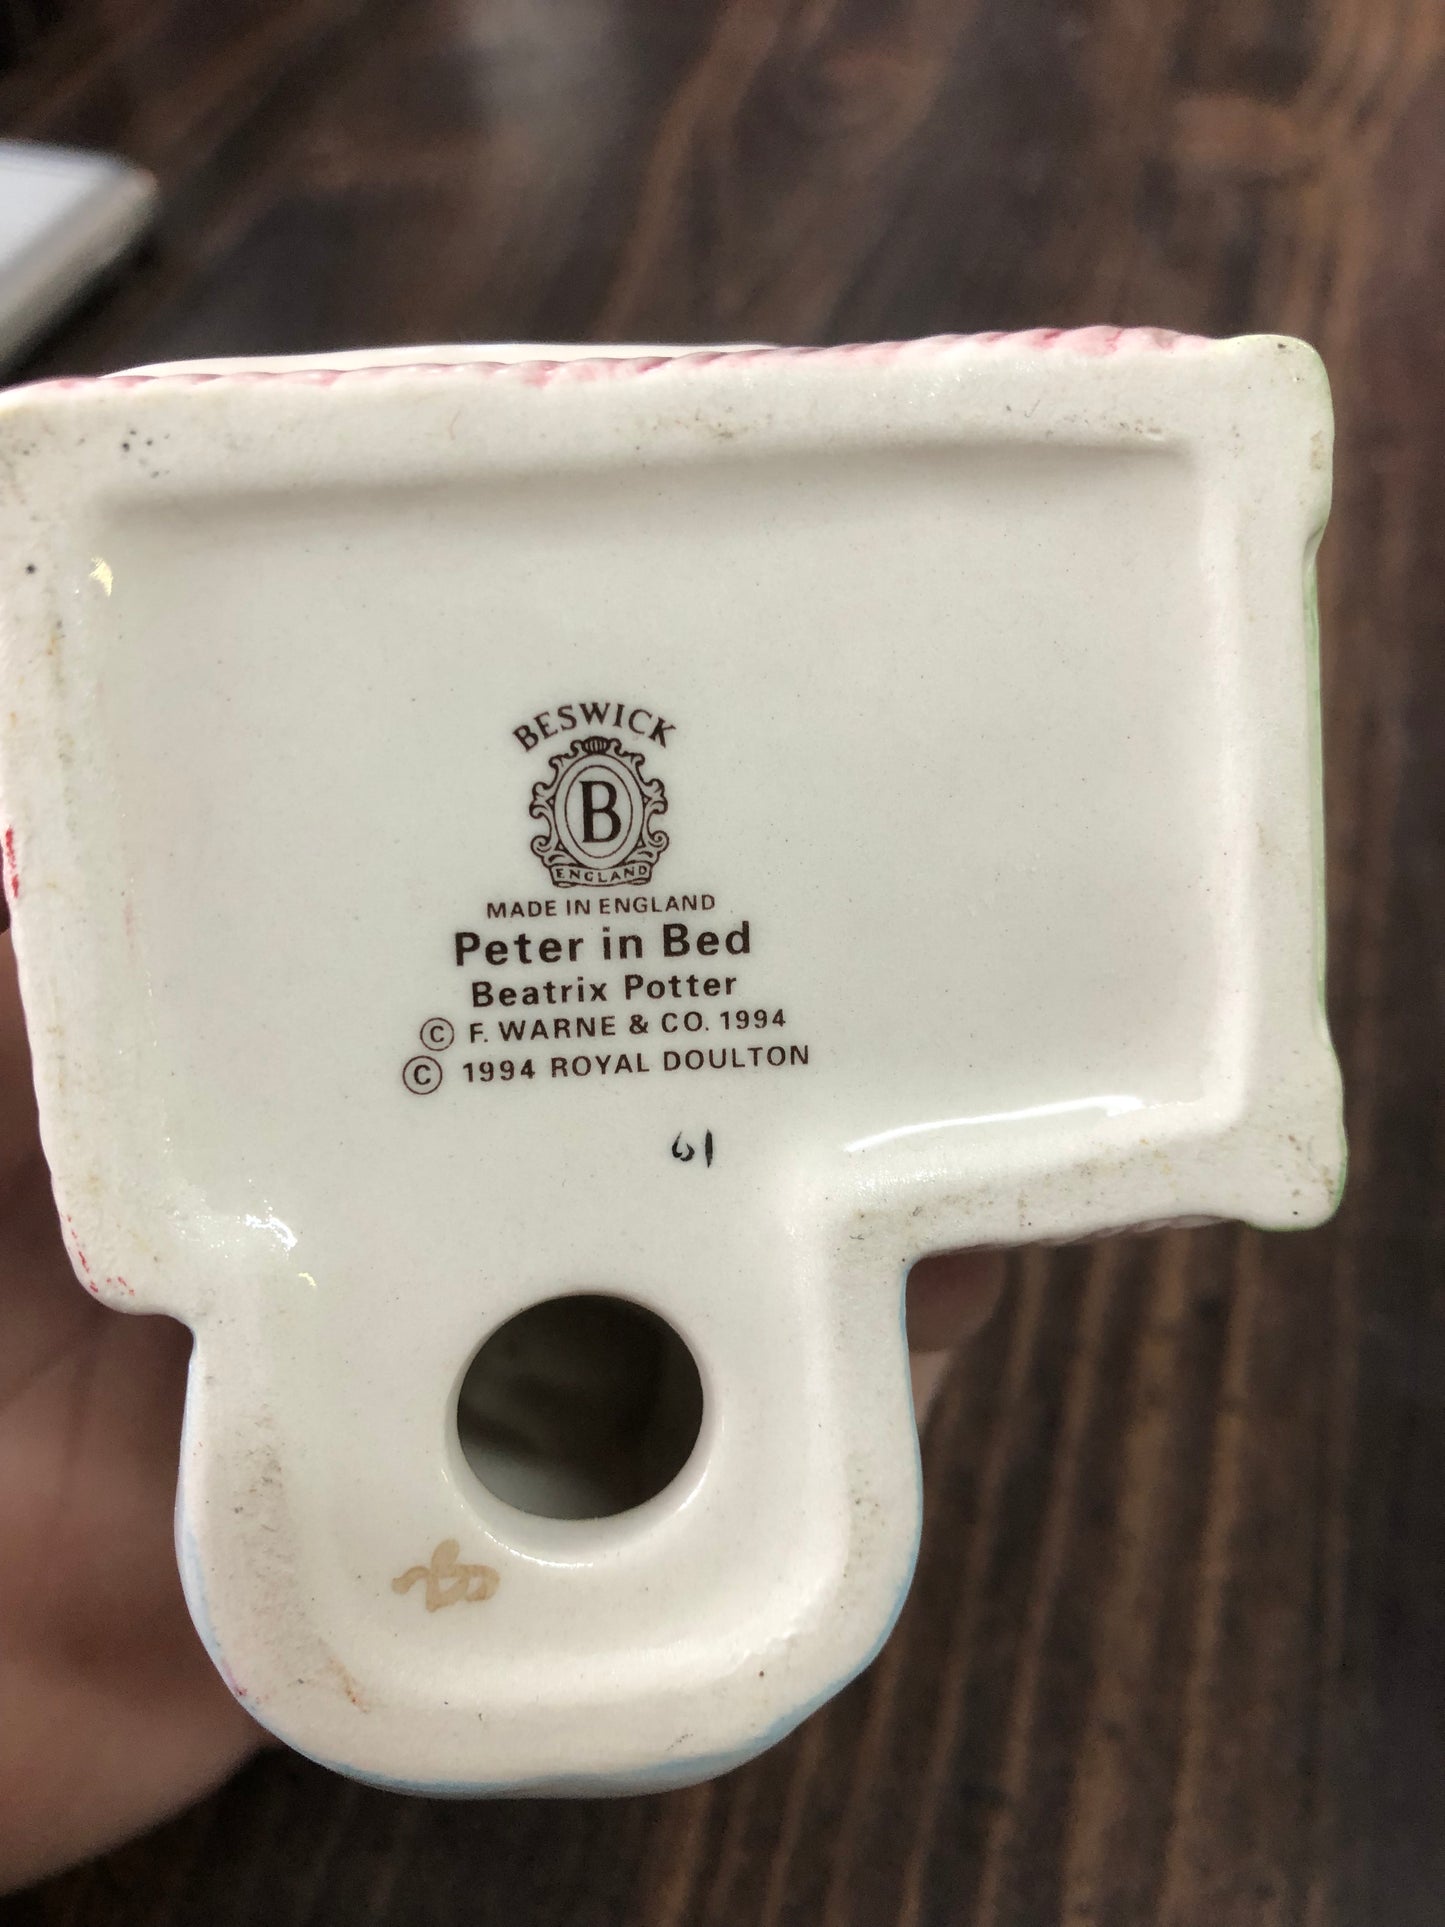 BESWICK
B
ENGLAND
MADE IN ENGLAND
Peter in Bed
Beatrix Potter
© F. WARNE & CO. 1994
© 1994 ROYAL DOULTON
61